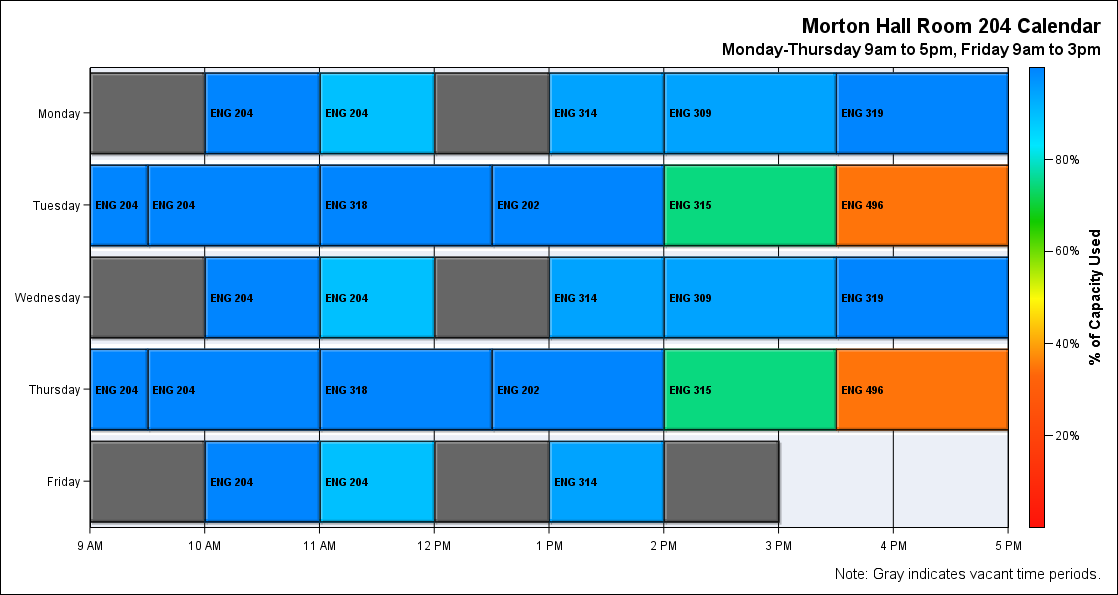 Morton Hall Room 204 Calendar
Monday-Thursday 9am to 5pm, Friday 9am to 3pm
Monday ENG 204 ENG 204 ENG 314 ENG 309 ENG 319
80%
Tuesday ENG 204 ENG 204 ENG 318 ENG 202 ENG 315 ENG 496
60%
Wednesday ENG 204 ENG 204 ENG 314 ENG 309 ENG 319
% of Capacity Used
40%
Thursday ENG 204 ENG 204 ENG 318 ENG 202 ENG 315 ENG 496
20%
Friday ENG 204 ENG 204 ENG 314
9 AM 10 AM 11 AM 12 PM 1 PM 2 PM 3 PM 4 PM 5 PM
Note: Gray indicates vacant time periods.